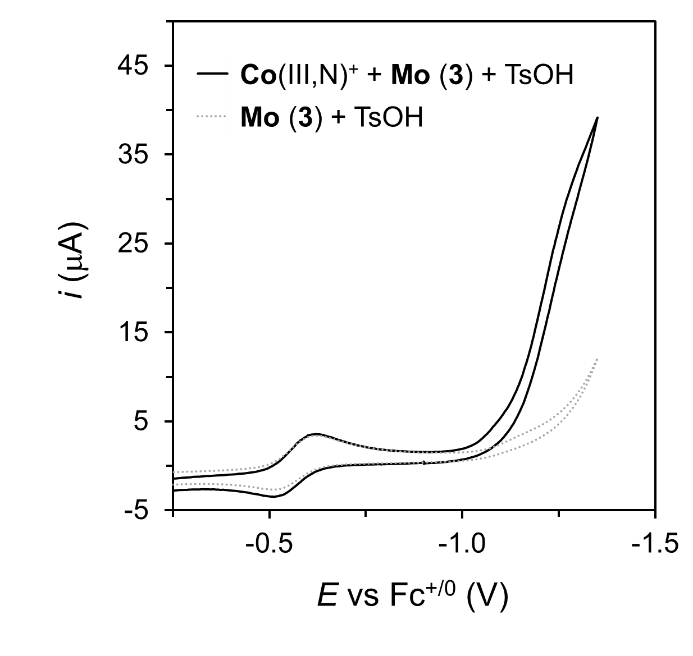 45
Co(III,N)⁺ + Mo (3) + TsOH
Mo (3) + TsOH
35
25
i (μA)
15
5
-5
-0.5 -1.0 -1.5
E vs Fc⁺/⁰ (V)